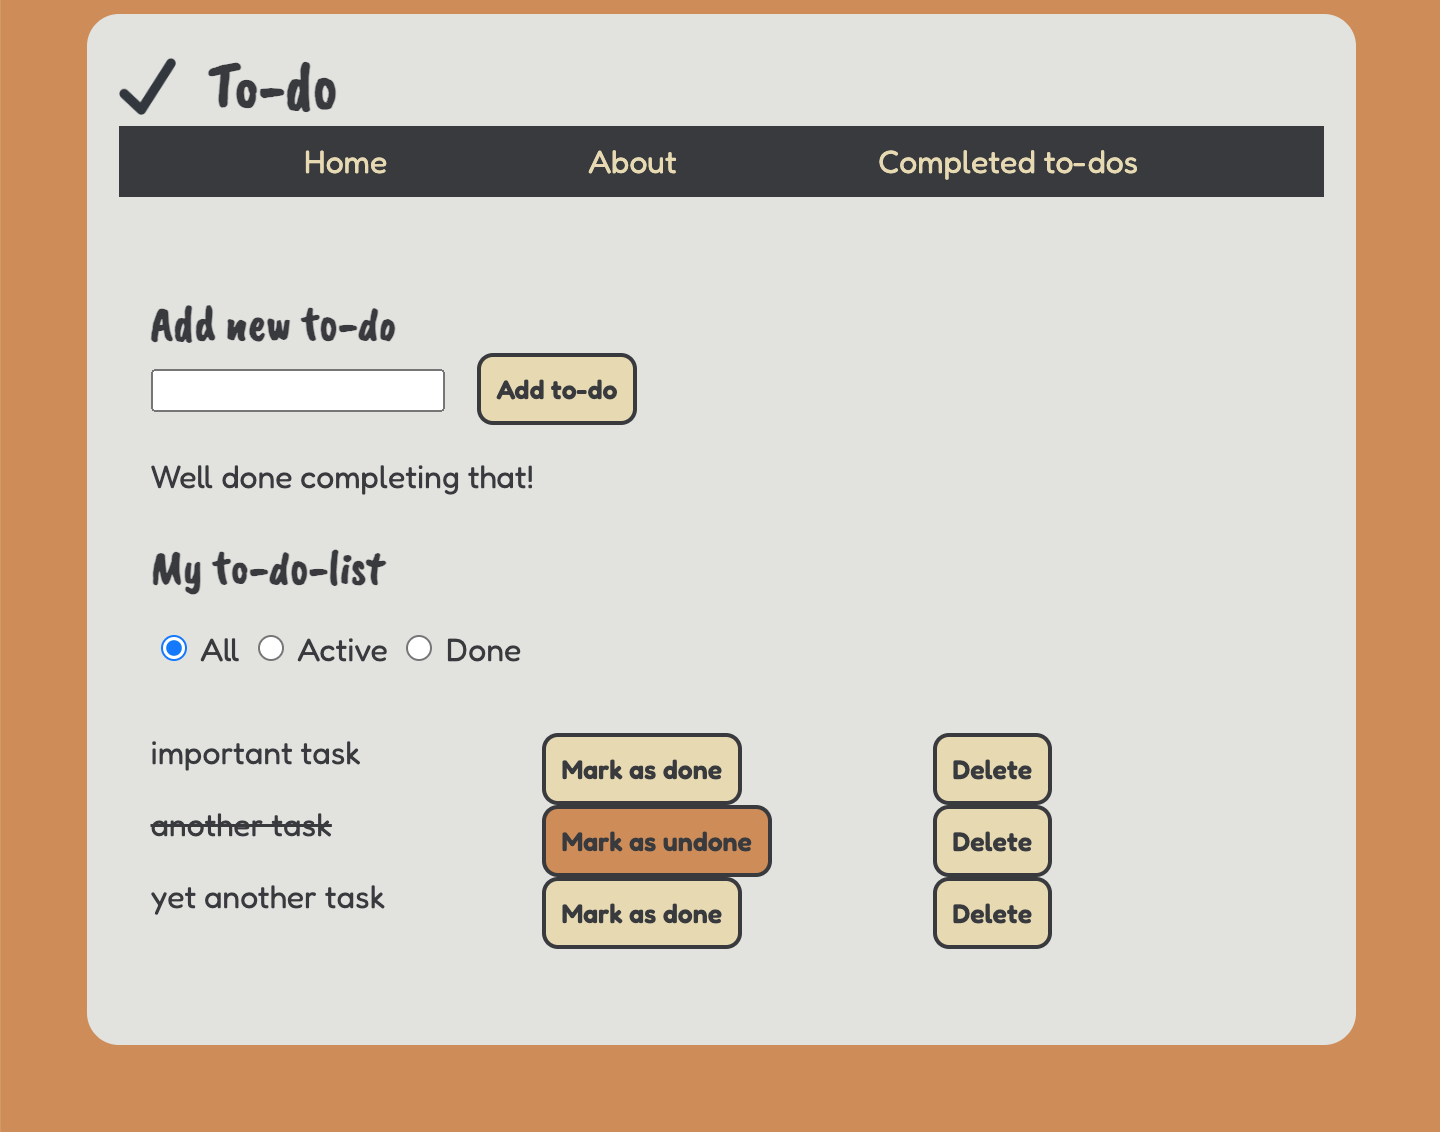 To-do
Home About Completed to-dos
Add new to-do
Add to-do
Well done completing that!
My to-do-list
All Active Done
important task Mark as done Delete
another task Mark as undone Delete
yet another task Mark as done Delete